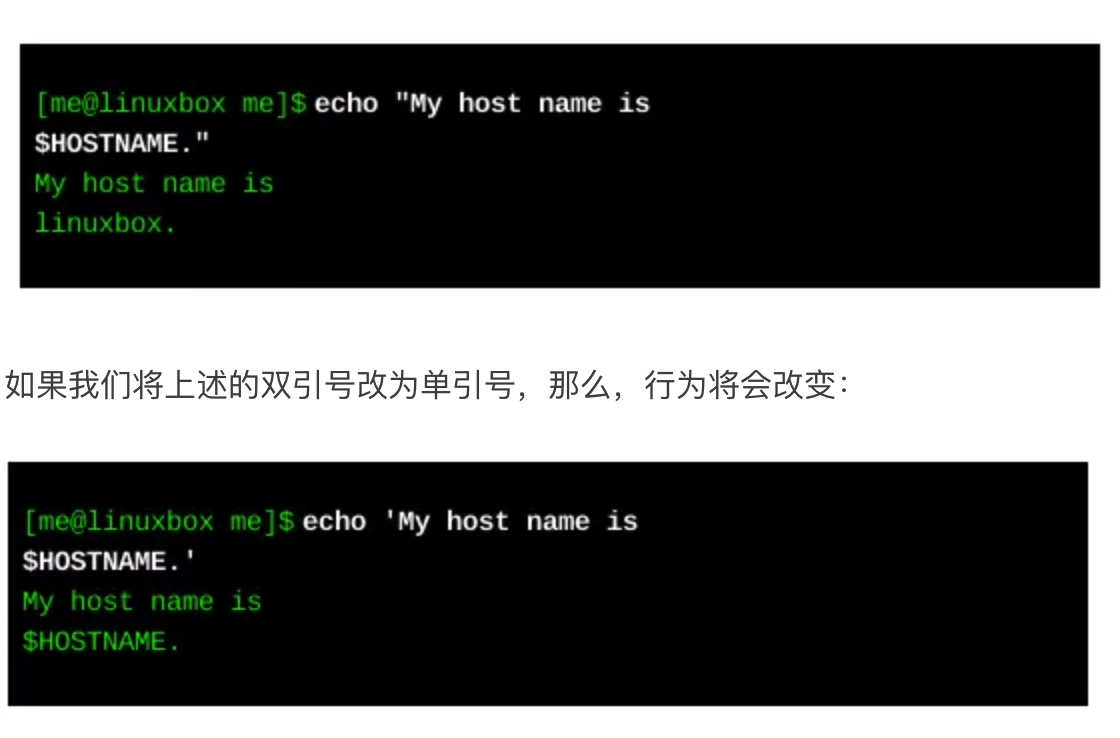 [me@linuxbox me]$ echo "My host name is
$HOSTNAME."
My host name is
linuxbox.
如果我们将上述的双引号改为单引号，那么，行为将会改变：
[me@linuxbox me]$ echo 'My host name is
$HOSTNAME.'
My host name is
$HOSTNAME.